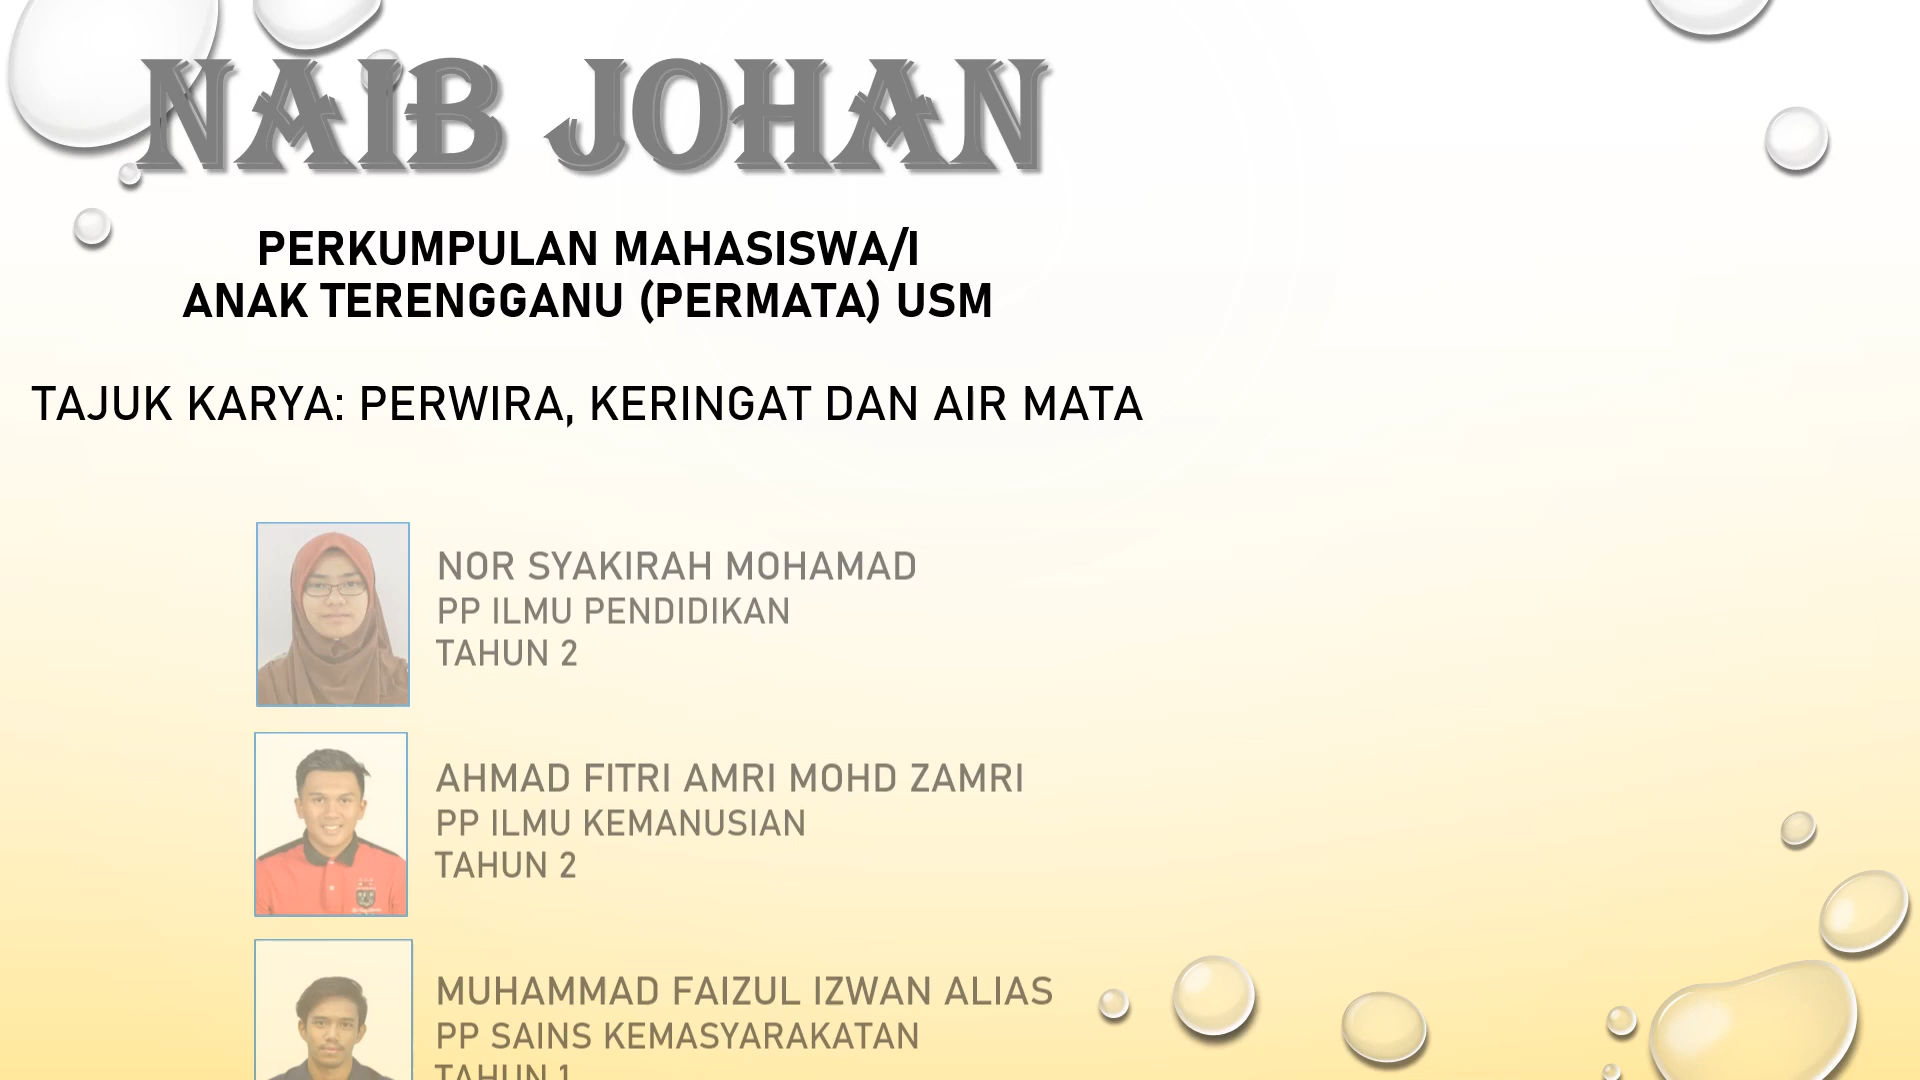 NAIB JOHAN
PERKUMPULAN MAHASISWA/I
ANAK TERENGGANU (PERMATA) USM
TAJUK KARYA: PERWIRA, KERINGAT DAN AIR MATA
NOR SYAKIRAH MOHAMAD
PP ILMU PENDIDIKAN
TAHUN 2
AHMAD FITRI AMRI MOHD ZAMRI
PP ILMU KEMANUSIAN
TAHUN 2
MUHAMMAD FAIZUL IZWAN ALIAS
PP SAINS KEMASYARAKATAN
TAHUN 1